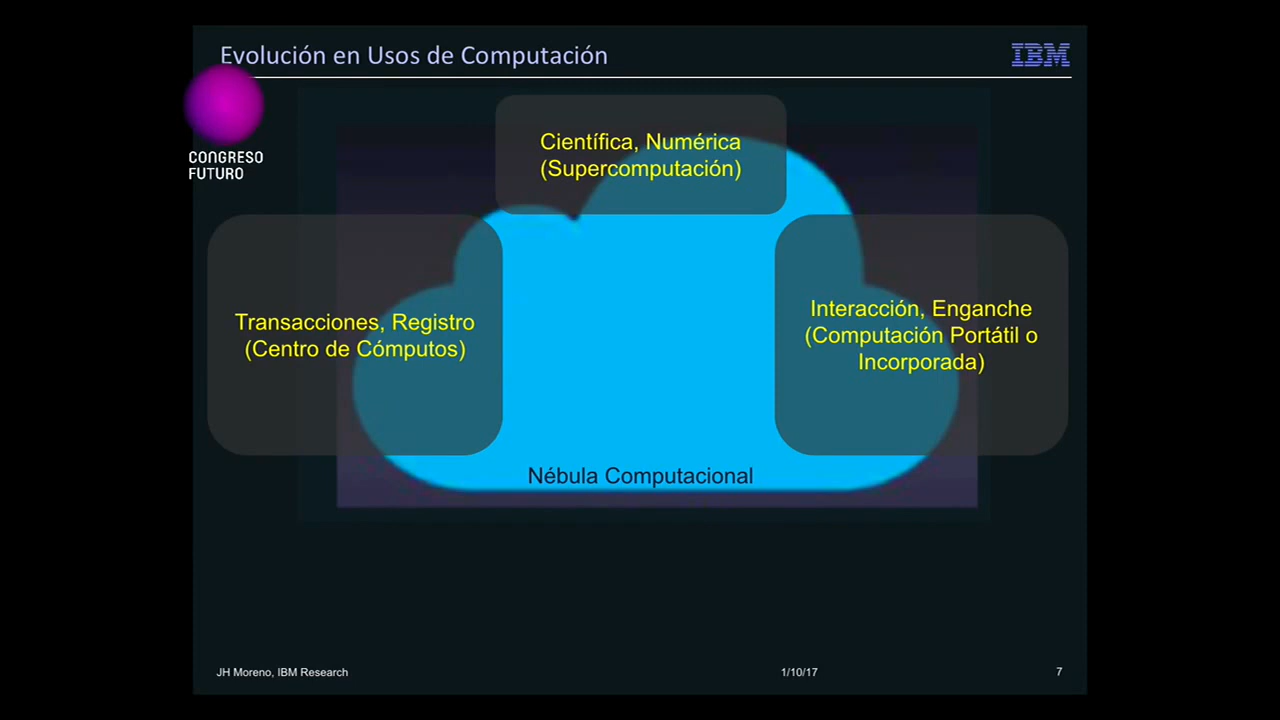 Evolución en Usos de Computación
IBM
CONGRESO
FUTURO
Científica, Numérica
(Supercomputación)
Transacciones, Registro
(Centro de Cómputos)
Interacción, Enganche
(Computación Portátil o
Incorporada)
Nébula Computacional
JH Moreno, IBM Research
1/10/17
7